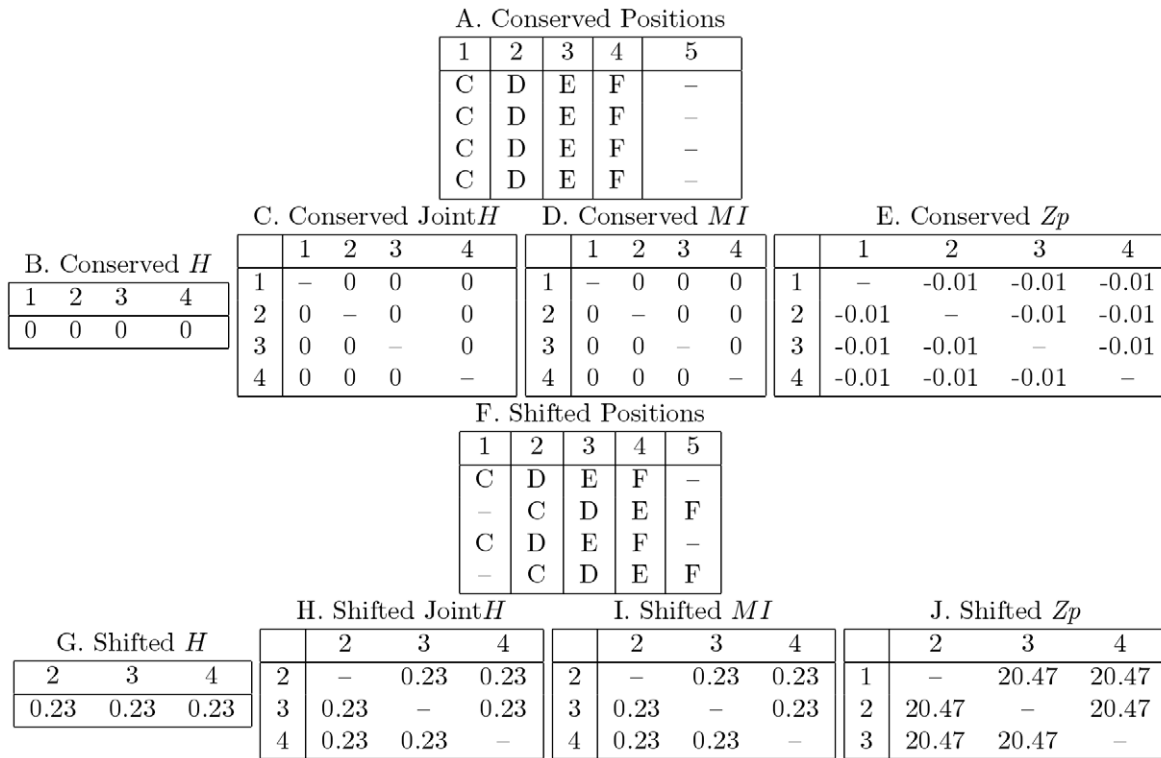 A. Conserved Positions
1 2 3 4 5
C D E F –
C D E F –
C D E F –
C D E F –
B. Conserved H
1 2 3 4
0 0 0 0
C. Conserved JointH
1 2 3 4
1 – 0 0 0
2 0 – 0 0
3 0 0 – 0
4 0 0 0 –
D. Conserved MI
1 2 3 4
1 – 0 0 0
2 0 – 0 0
3 0 0 – 0
4 0 0 0 –
E. Conserved Zp
1 2 3 4
1 – -0.01 -0.01 -0.01
2 -0.01 – -0.01 -0.01
3 -0.01 -0.01 – -0.01
4 -0.01 -0.01 -0.01 –
F. Shifted Positions
1 2 3 4 5
C D E F –
– C D E F
C D E F –
– C D E F
G. Shifted H
2 3 4
0.23 0.23 0.23
H. Shifted JointH
2 3 4
2 – 0.23 0.23
3 0.23 – 0.23
4 0.23 0.23 –
I. Shifted MI
2 3 4
2 – 0.23 0.23
3 0.23 – 0.23
4 0.23 0.23 –
J. Shifted Zp
2 3 4
1 – 20.47 20.47
2 20.47 – 20.47
3 20.47 20.47 –